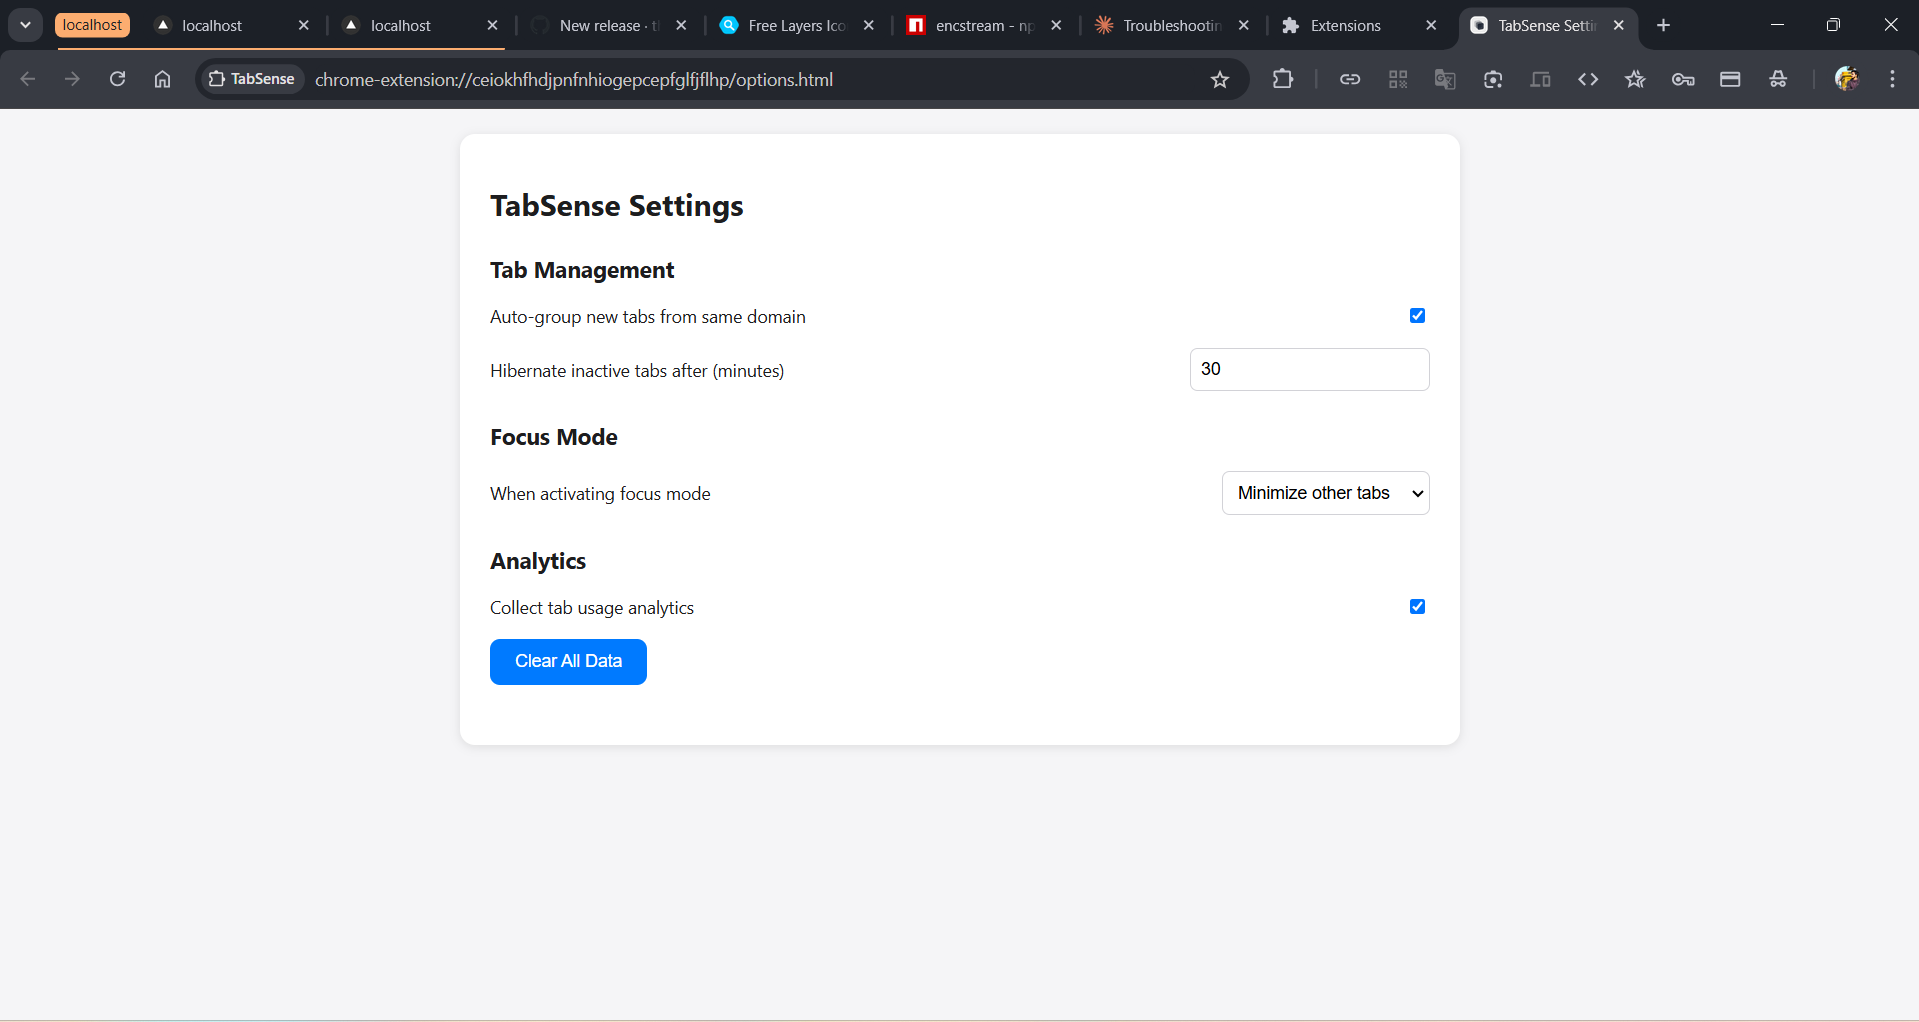 localhost
localhost
localhost
New release · t
Free Layers Ico
encstream - np
Troubleshootin
Extensions
TabSense Settin
TabSense
chrome-extension://ceiokhfhdjpnfnhiogepcepfglfjflhp/options.html
TabSense Settings
Tab Management
Auto-group new tabs from same domain
Hibernate inactive tabs after (minutes)
30
Focus Mode
When activating focus mode
Minimize other tabs
Analytics
Collect tab usage analytics
Clear All Data